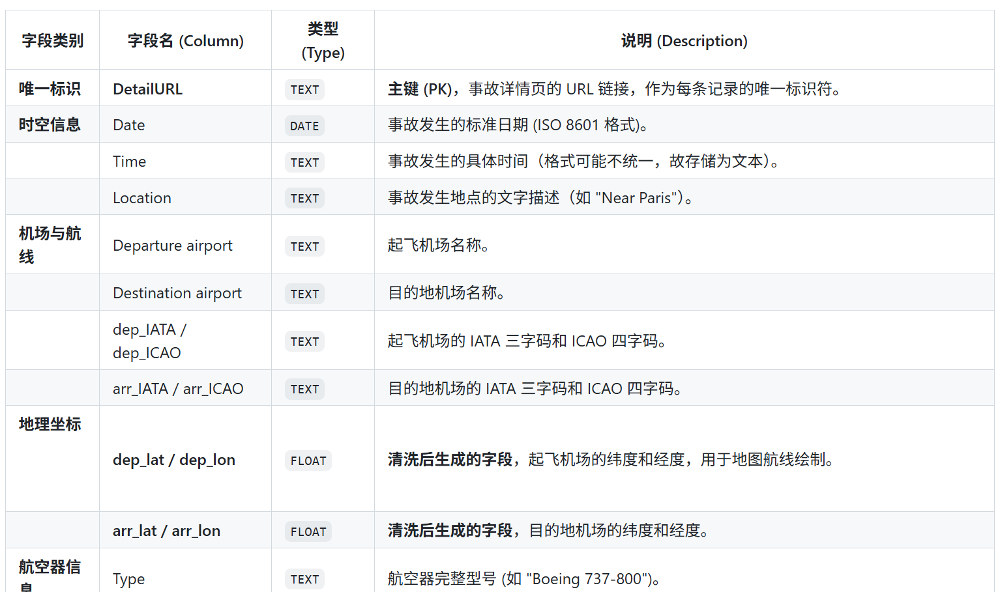 字段类别
字段名 (Column)
类型
(Type)
说明 (Description)
唯一标识
DetailURL
TEXT
主键 (PK)，事故详情页的 URL 链接，作为每条记录的唯一标识符。
时空信息
Date
DATE
事故发生的标准日期 (ISO 8601 格式)。
Time
TEXT
事故发生的具体时间（格式可能不统一，故存储为文本）。
Location
TEXT
事故发生地点的文字描述（如 "Near Paris"）。
机场与航
线
Departure airport
TEXT
起飞机场名称。
Destination airport
TEXT
目的地机场名称。
dep_IATA /
dep_ICAO
TEXT
起飞机场的 IATA 三字码和 ICAO 四字码。
arr_IATA / arr_ICAO
TEXT
目的地机场的 IATA 三字码和 ICAO 四字码。
地理坐标
dep_lat / dep_lon
FLOAT
清洗后生成的字段，起飞机场的纬度和经度，用于地图航线绘制。
arr_lat / arr_lon
FLOAT
清洗后生成的字段，目的地机场的纬度和经度。
航空器信
息
Type
TEXT
航空器完整型号 (如 "Boeing 737-800")。